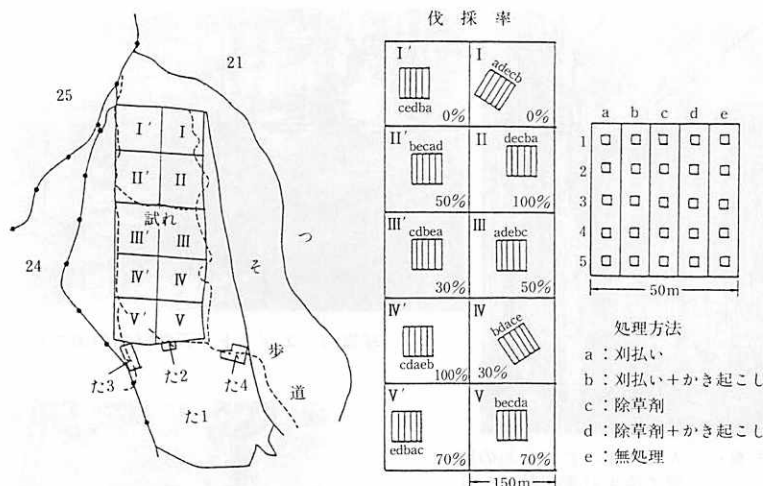 21
25
24
Ⅰ′ Ⅰ
Ⅱ′ Ⅱ
試れ
Ⅲ′ Ⅲ
Ⅳ′ Ⅳ
Ⅴ′ Ⅴ
つ
そ
歩
道
た3
た2
た4
た1
伐採率
Ⅰ′
cedba
0%
Ⅰ
adecb
0%
Ⅱ′
becad
50%
Ⅱ
decba
100%
Ⅲ′
cdbea
30%
Ⅲ
adebc
50%
Ⅳ′
cdaeb
100%
Ⅳ
bdace
30%
Ⅴ′
edbac
70%
Ⅴ
becda
70%
150m
a b c d e
1
2
3
4
5
50m
処理方法
a：刈払い
b：刈払い＋かき起こし
c：除草剤
d：除草剤＋かき起こし
e：無処理